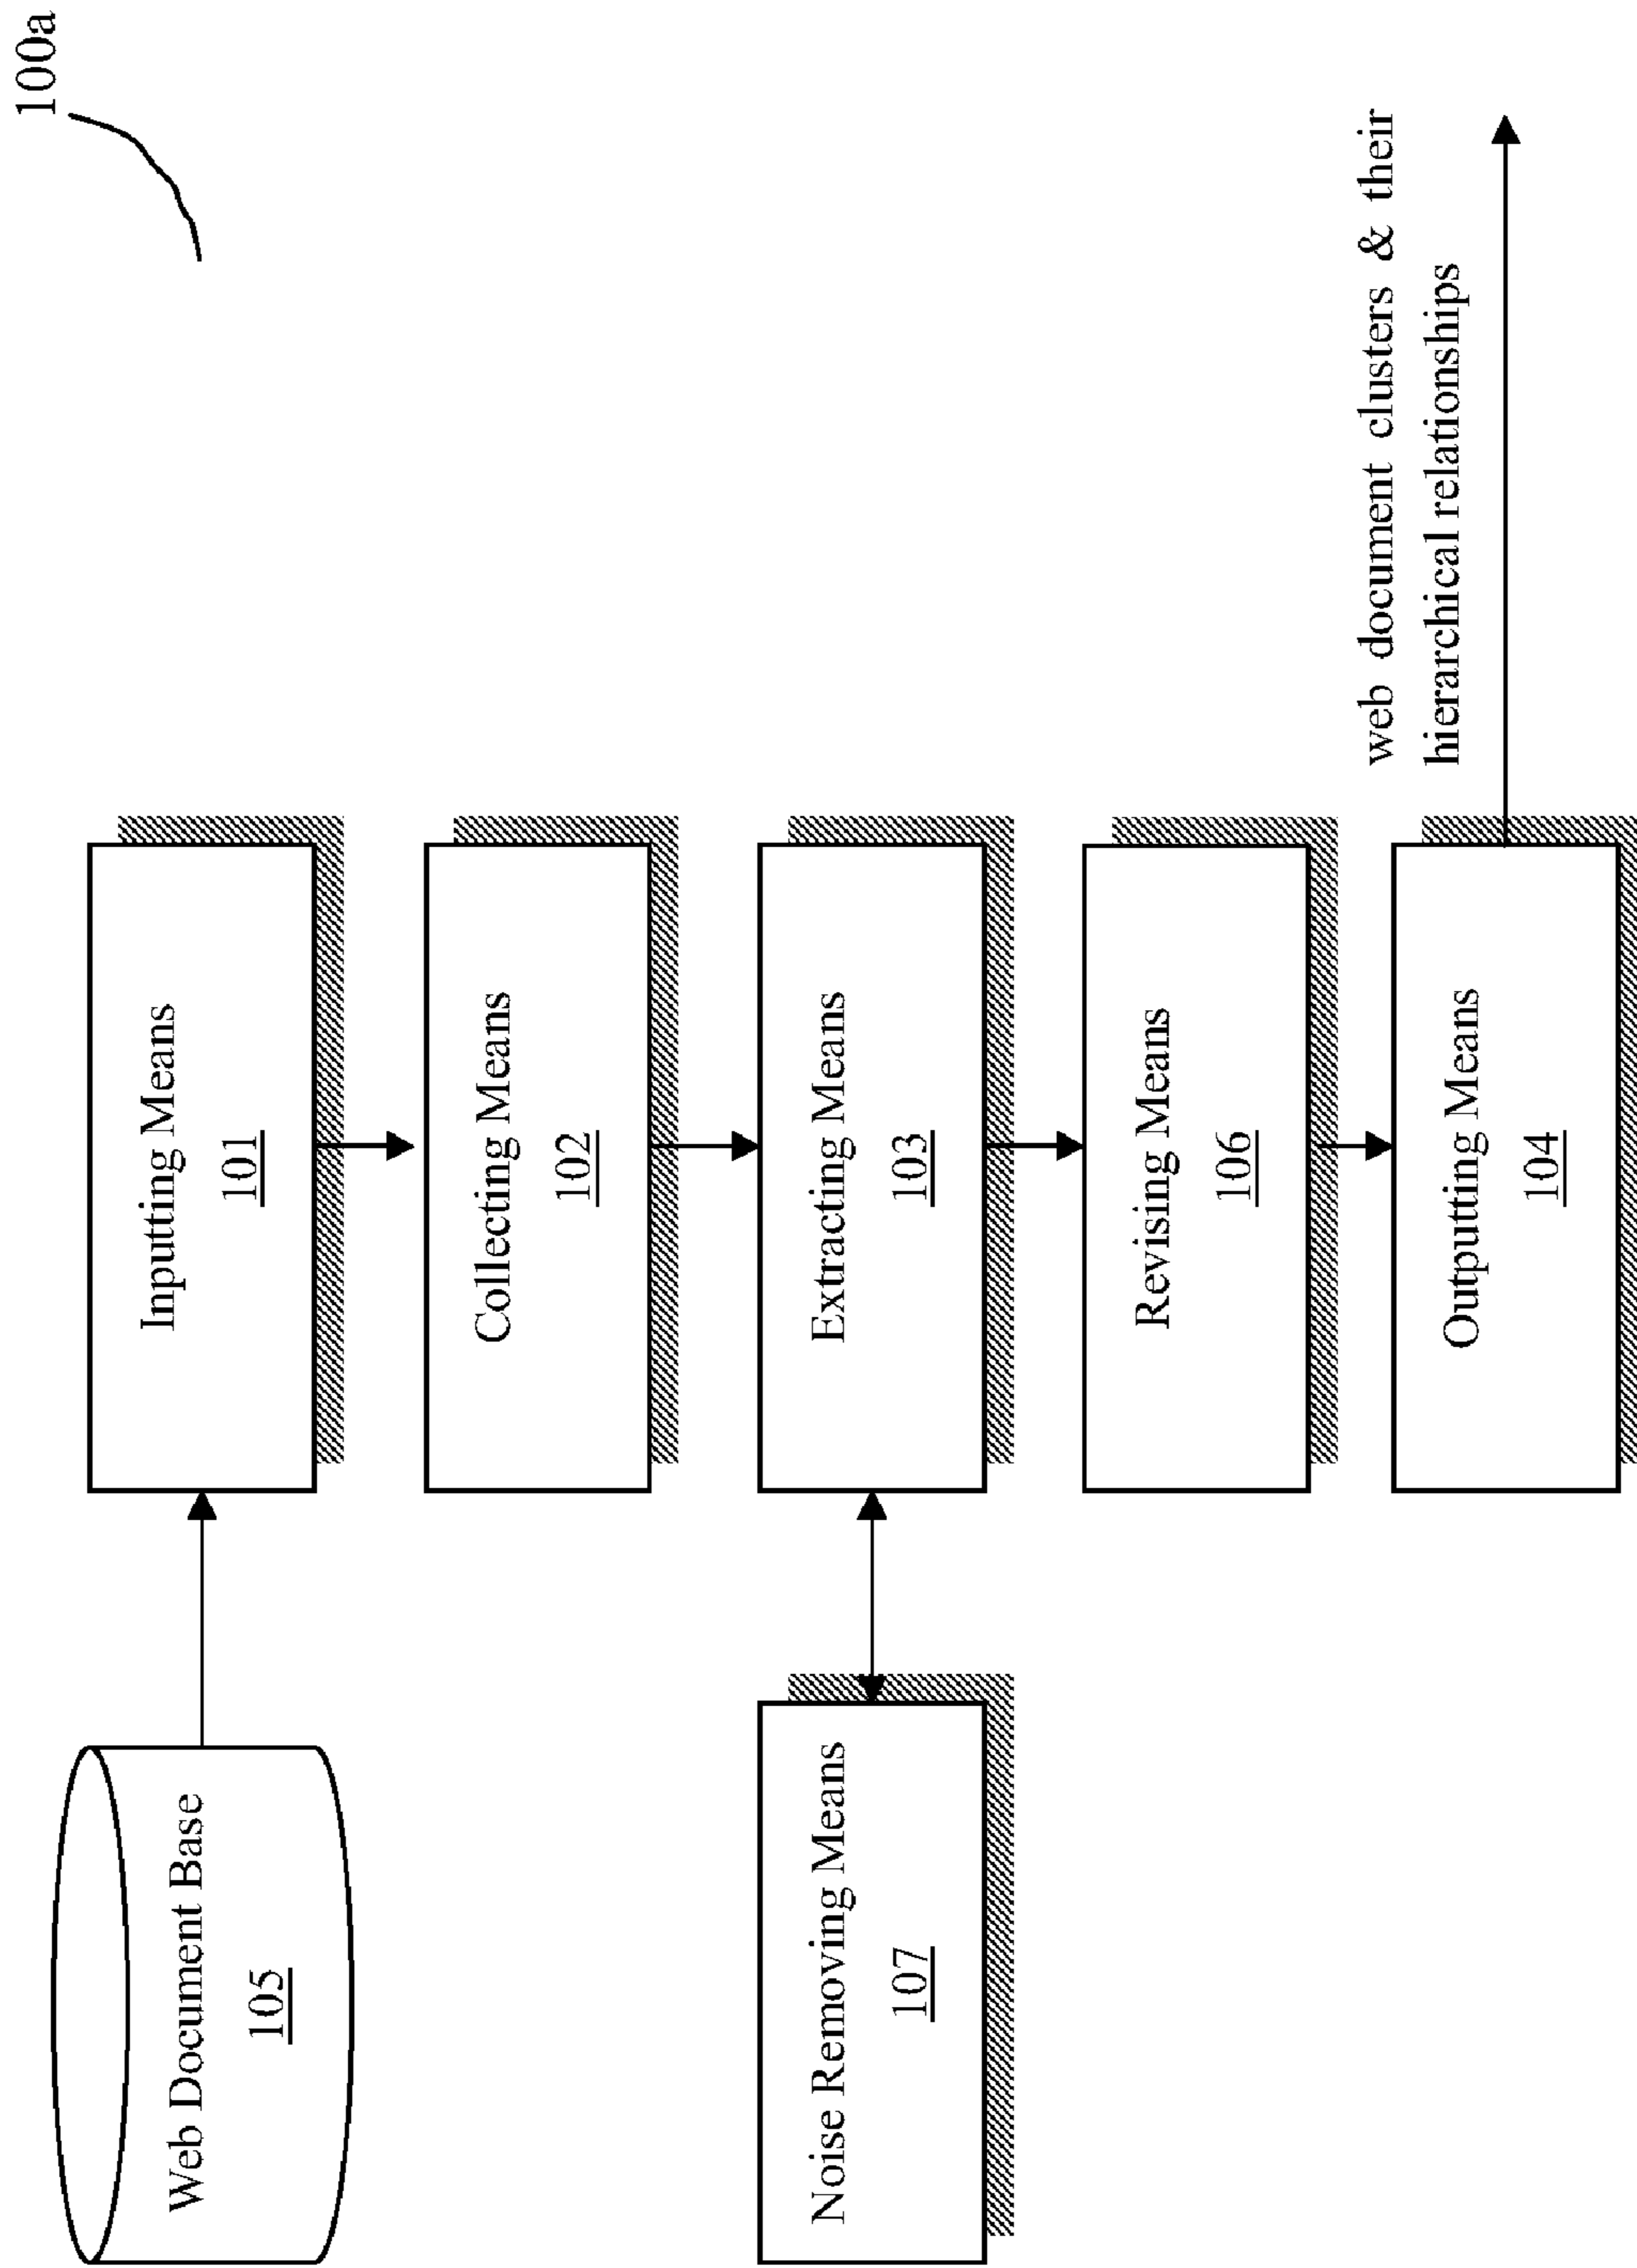 100a
Web Document Base
105
Inputting Means
101
Collecting Means
102
Noise Removing Means
107
Extracting Means
103
Revising Means
106
Outputting Means
104
web document clusters & their
hierarchical relationships